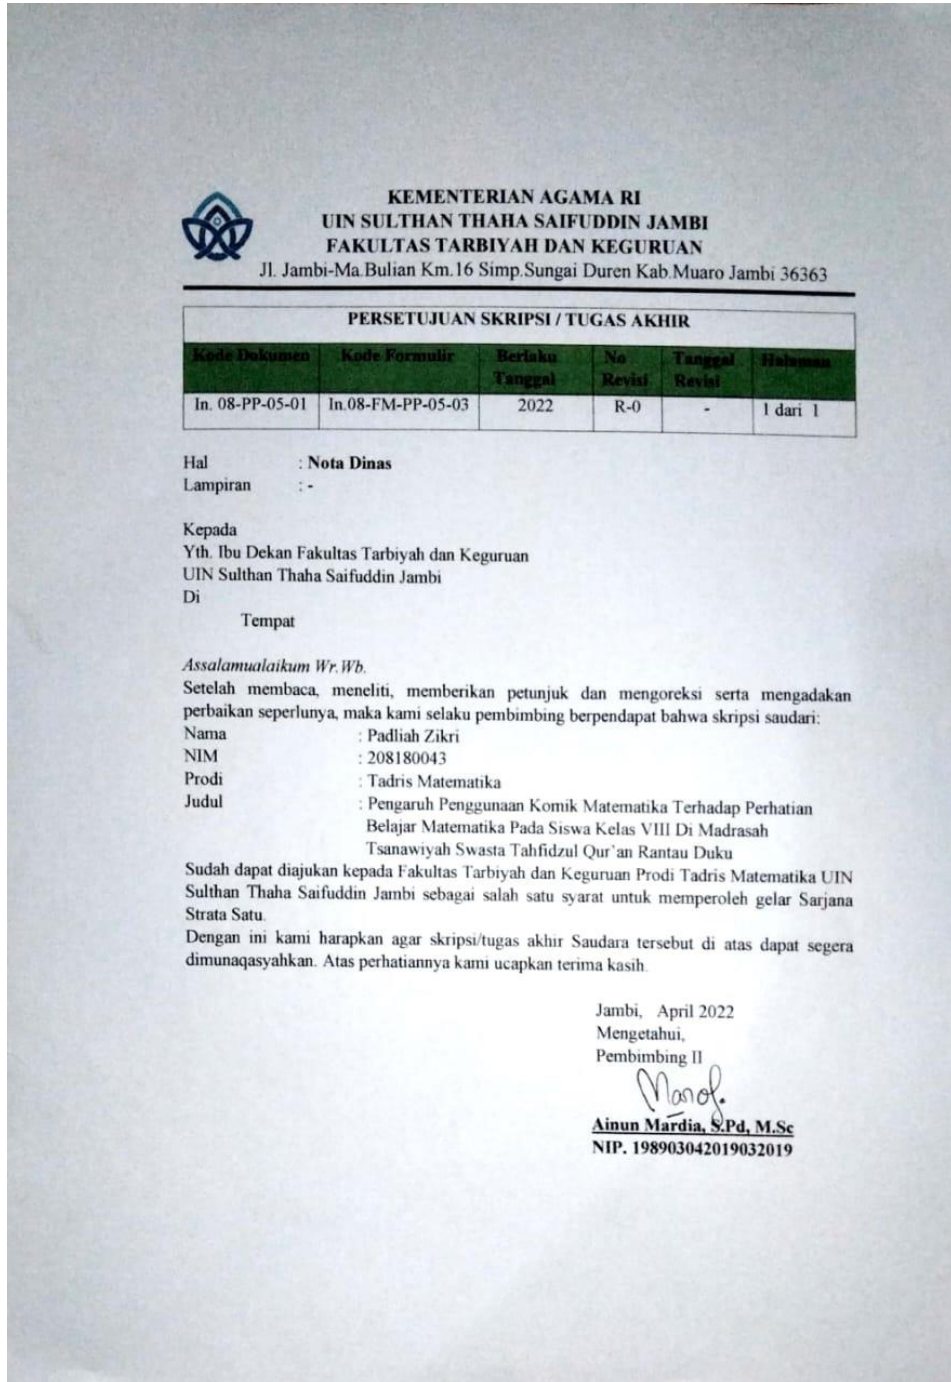 KEMENTERIAN AGAMA RI
UIN SULTHAN THAHA SAIFUDDIN JAMBI
FAKULTAS TARBIYAH DAN KEGURUAN
Jl. Jambi-Ma.Bulian Km.16 Simp.Sungai Duren Kab.Muaro Jambi 36363
PERSETUJUAN SKRIPSI / TUGAS AKHIR
Kode Dokumen Kode Formulir Berlaku Tanggal No Revisi Tanggal Revisi Halaman
In. 08-PP-05-01 In.08-FM-PP-05-03 2022 R-0 - 1 dari 1
Hal : Nota Dinas
Lampiran : -
Kepada
Yth. Ibu Dekan Fakultas Tarbiyah dan Keguruan
UIN Sulthan Thaha Saifuddin Jambi
Di
Tempat
Assalamualaikum Wr.Wb.
Setelah membaca, meneliti, memberikan petunjuk dan mengoreksi serta mengadakan
perbaikan seperlunya, maka kami selaku pembimbing berpendapat bahwa skripsi saudari:
Nama : Padliah Zikri
NIM : 208180043
Prodi : Tadris Matematika
Judul : Pengaruh Penggunaan Komik Matematika Terhadap Perhatian
Belajar Matematika Pada Siswa Kelas VIII Di Madrasah
Tsanawiyah Swasta Tahfidzul Qur`an Rantau Duku
Sudah dapat diajukan kepada Fakultas Tarbiyah dan Keguruan Prodi Tadris Matematika UIN
Sulthan Thaha Saifuddin Jambi sebagai salah satu syarat untuk memperoleh gelar Sarjana
Strata Satu.
Dengan ini kami harapkan agar skripsi/tugas akhir Saudara tersebut di atas dapat segera
dimunaqasyahkan. Atas perhatiannya kami ucapkan terima kasih.
Jambi, April 2022
Mengetahui,
Pembimbing II
Ainun Mardia, S.Pd, M.Sc
NIP. 198903042019032019